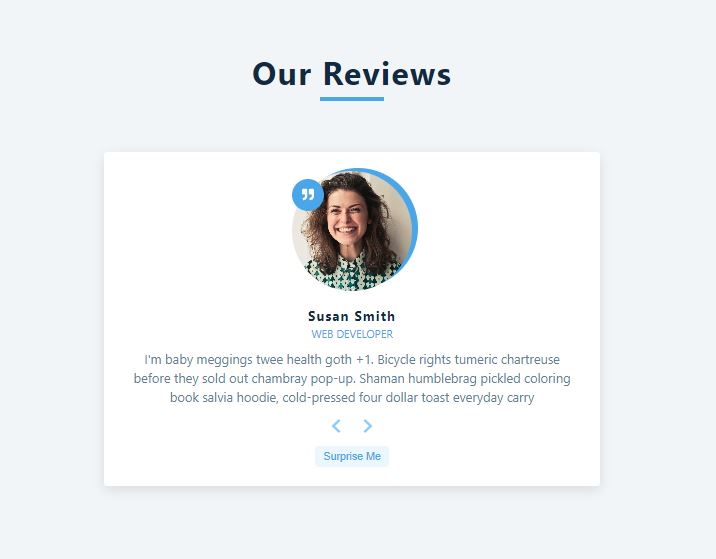 Our Reviews
Susan Smith
WEB DEVELOPER
I'm baby meggings twee health goth +1. Bicycle rights tumeric chartreuse
before they sold out chambray pop-up. Shaman humblebrag pickled coloring
book salvia hoodie, cold-pressed four dollar toast everyday carry
Surprise Me